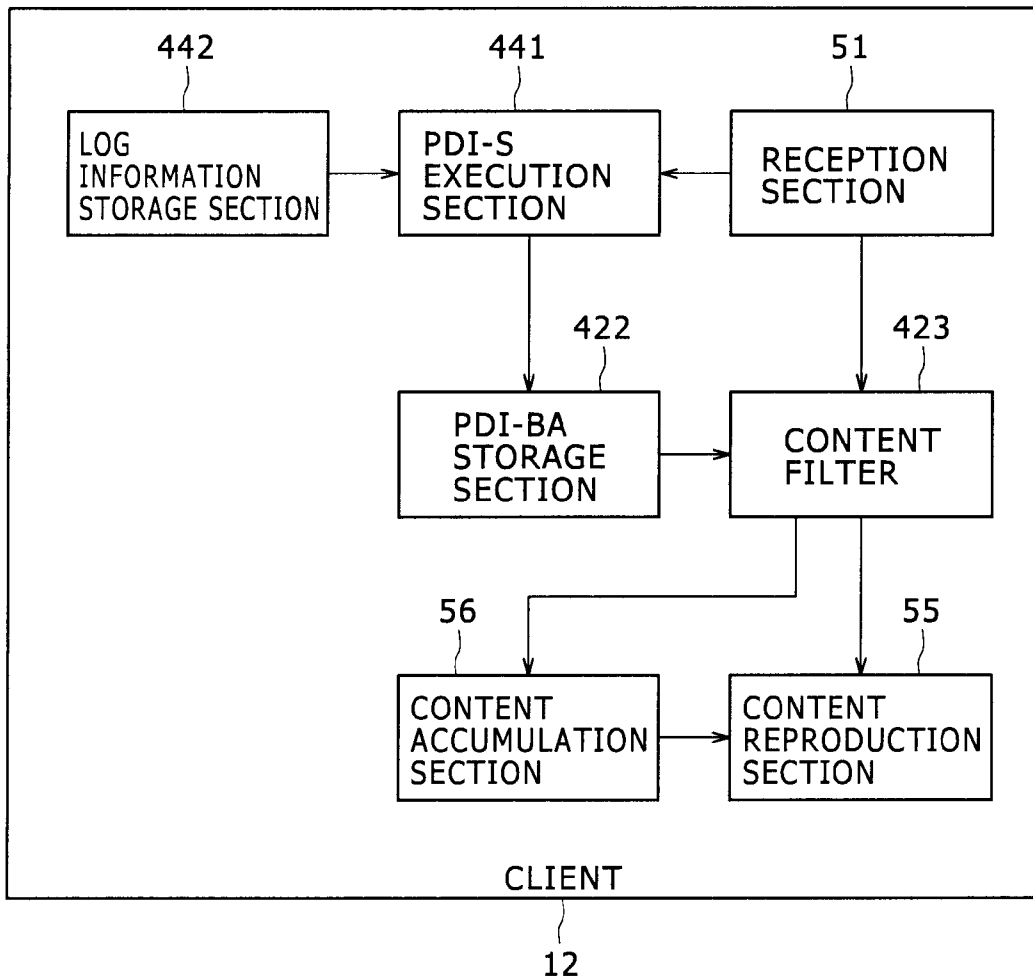 442
441
51
LOG
INFORMATION
STORAGE SECTION
PDI-S
EXECUTION
SECTION
RECEPTION
SECTION
422
423
PDI-BA
STORAGE
SECTION
CONTENT
FILTER
56
55
CONTENT
ACCUMULATION
SECTION
CONTENT
REPRODUCTION
SECTION
CLIENT
12